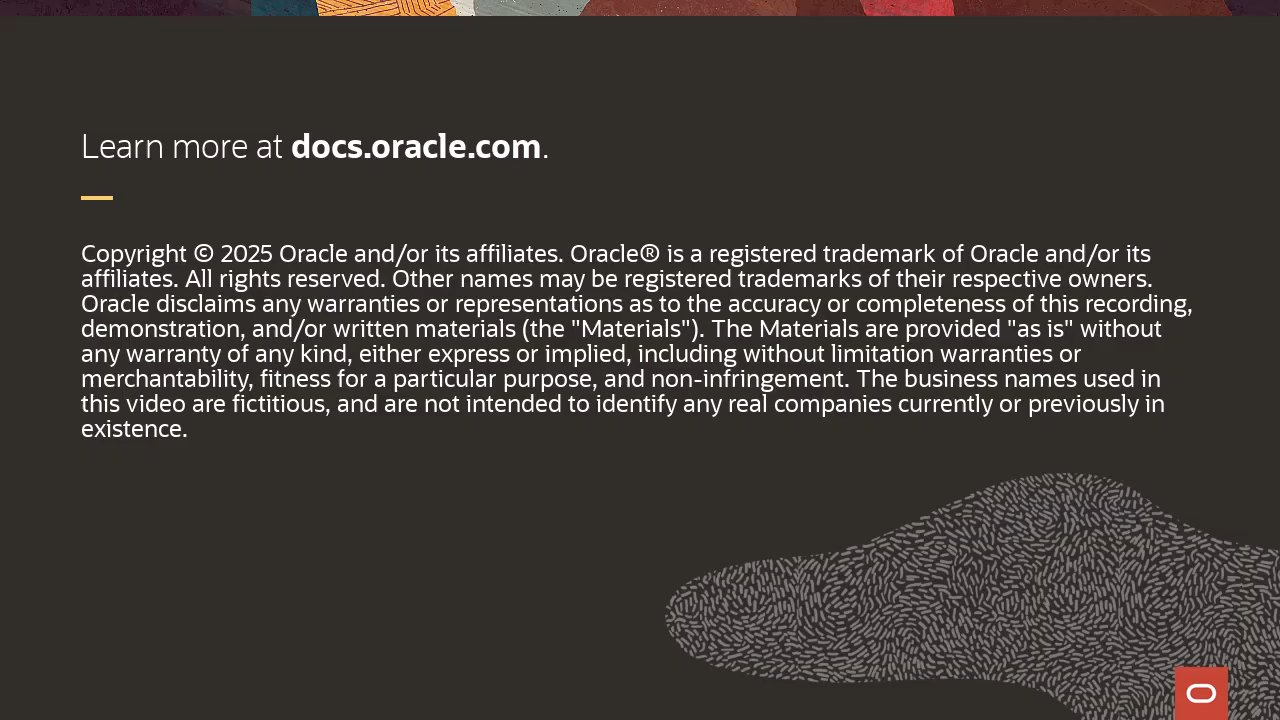 Learn more at docs.oracle.com.
Copyright © 2025 Oracle and/or its affiliates. Oracle® is a registered trademark of Oracle and/or its
affiliates. All rights reserved. Other names may be registered trademarks of their respective owners.
Oracle disclaims any warranties or representations as to the accuracy or completeness of this recording,
demonstration, and/or written materials (the "Materials"). The Materials are provided "as is" without
any warranty of any kind, either express or implied, including without limitation warranties or
merchantability, fitness for a particular purpose, and non-infringement. The business names used in
this video are fictitious, and are not intended to identify any real companies currently or previously in
existence.